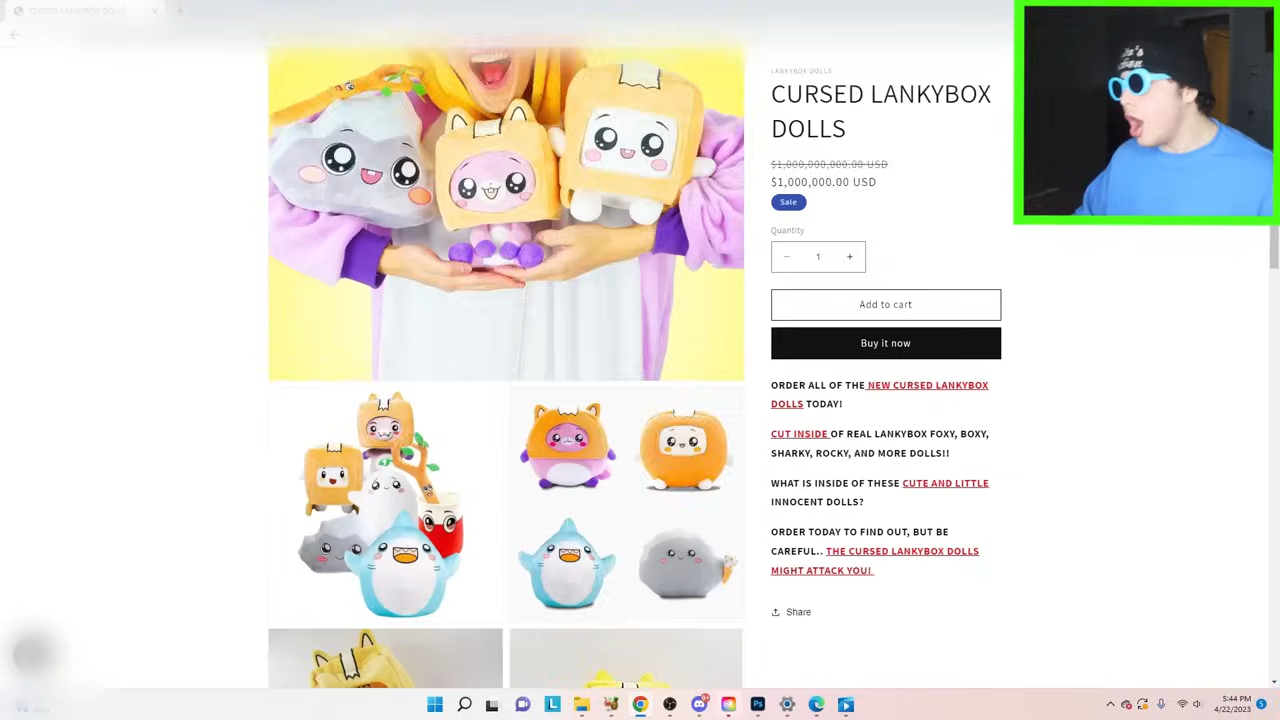 CURSED LANKYBOX DOLLS
LANKYBOX DOLLS
CURSED LANKYBOX
DOLLS
$1,000,000,000.00 USD
$1,000,000.00 USD
Sale
Quantity
1
Add to cart
Buy it now
ORDER ALL OF THE NEW CURSED LANKYBOX
DOLLS TODAY!
CUT INSIDE OF REAL LANKYBOX FOXY, BOXY,
SHARKY, ROCKY, AND MORE DOLLS!!
WHAT IS INSIDE OF THESE CUTE AND LITTLE
INNOCENT DOLLS?
ORDER TODAY TO FIND OUT, BUT BE
CAREFUL.. THE CURSED LANKYBOX DOLLS
MIGHT ATTACK YOU!
Share
5:44 PM
4/22/2023